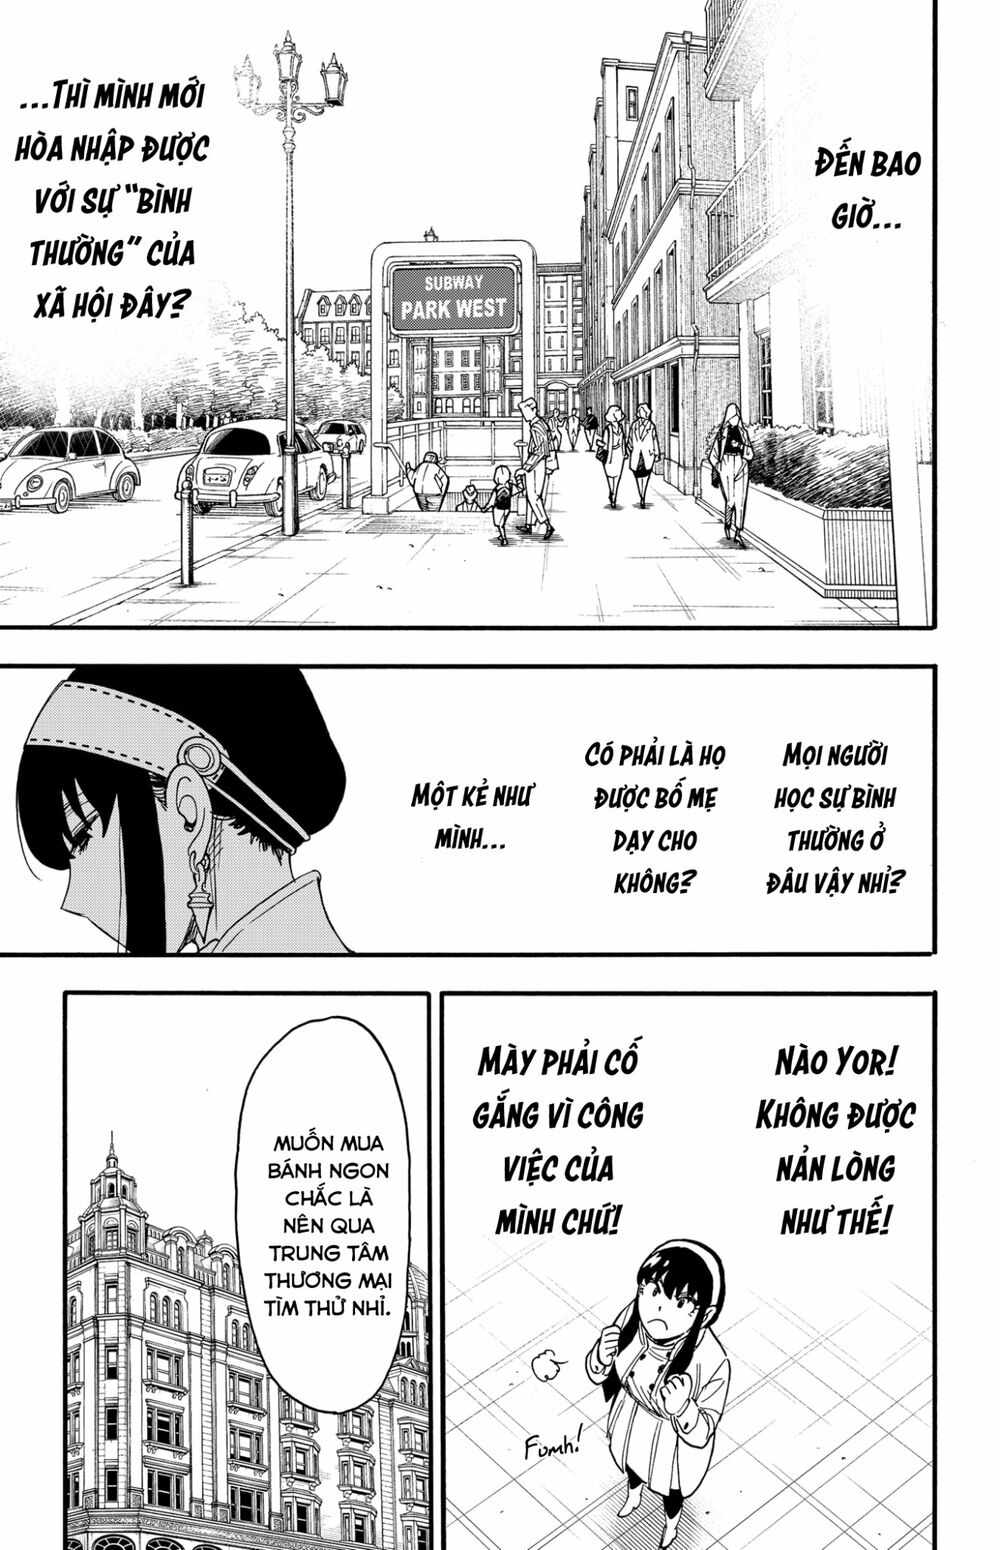 ĐẾN BAO
GIỜ...
...THÌ MÌNH MỚI
HÒA NHẬP ĐƯỢC
VỚI SỰ “BÌNH
THƯỜNG” CỦA
XÃ HỘI ĐÂY?
SUBWAY
PARK WEST
MỌI NGƯỜI
HỌC SỰ BÌNH
THƯỜNG Ở
ĐÂU VẬY NHỈ?
CÓ PHẢI LÀ HỌ
ĐƯỢC BỐ MẸ
DẠY CHO
KHÔNG?
MỘT KẺ NHƯ
MÌNH...
NÀO YOR!
KHÔNG ĐƯỢC
NẢN LÒNG
NHƯ THẾ!
MÀY PHẢI CỐ
GẮNG VÌ CÔNG
VIỆC CỦA
MÌNH CHỨ!
Fumh!
MUỐN MUA
BÁNH NGON
CHẮC LÀ
NÊN QUA
TRUNG TÂM
THƯƠNG MẠI
TÌM THỬ NHỈ.